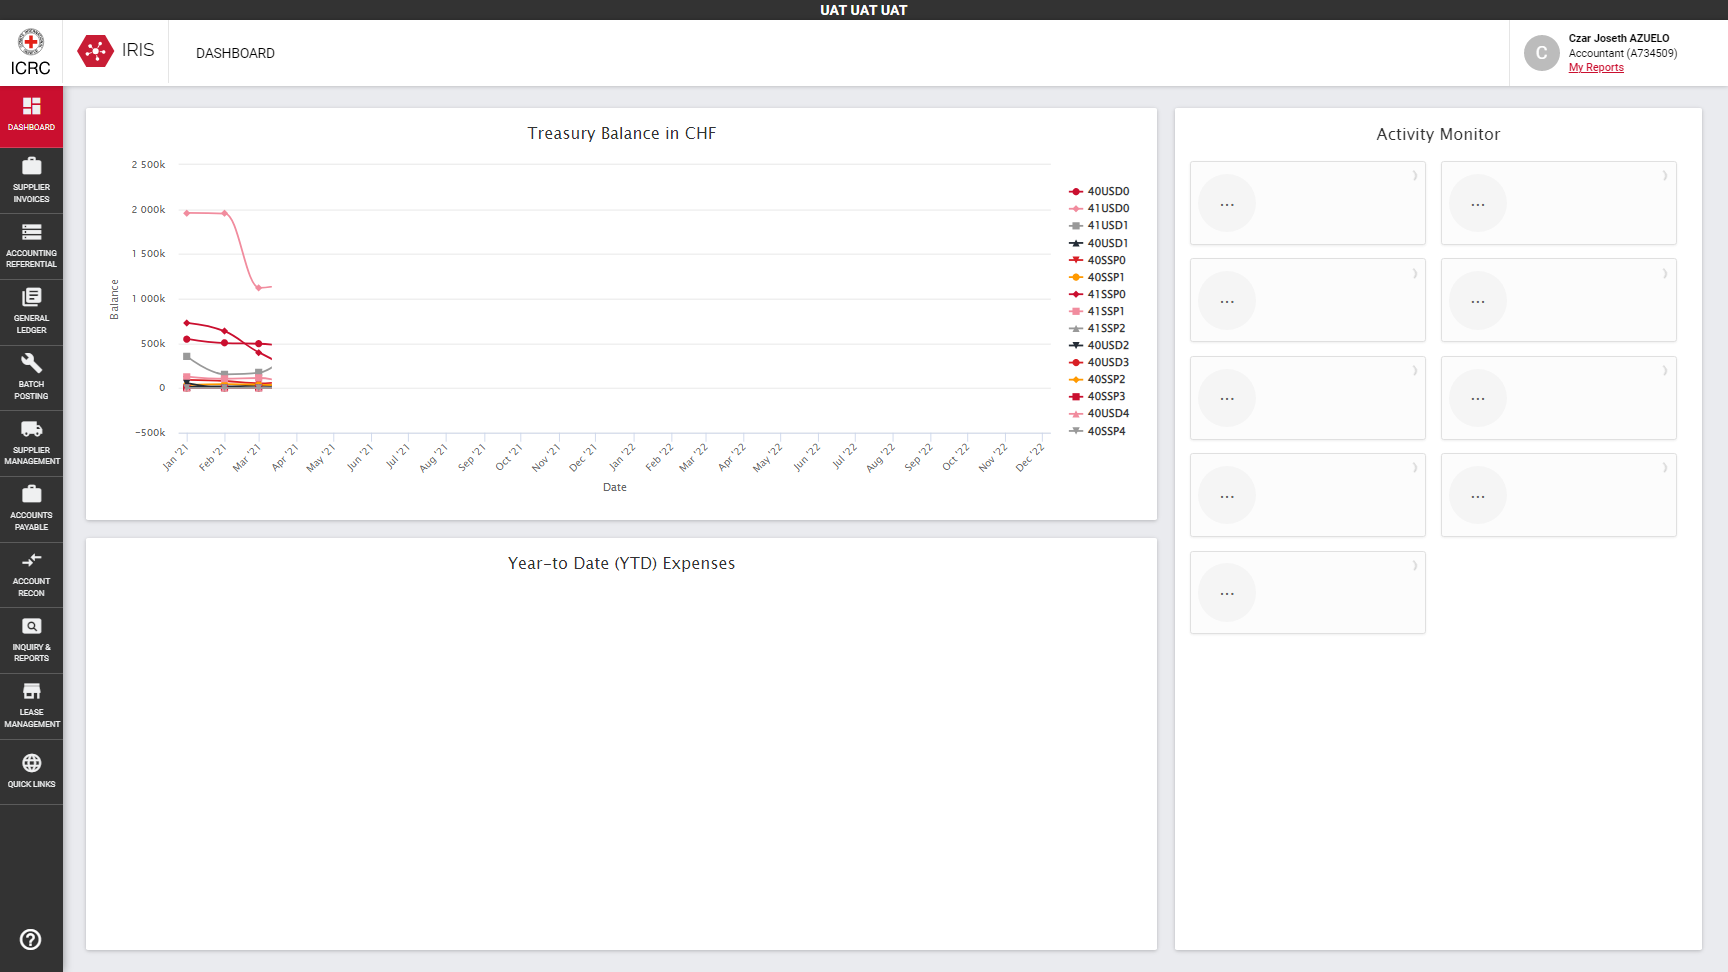 UAT UAT UAT
ICRC
IRIS
DASHBOARD
Czar Joseth AZUELO
C
Accountant (A734509)
My Reports
DASHBOARD
SUPPLIER
INVOICES
ACCOUNTING
REFERENTIAL
GENERAL
LEDGER
BATCH
POSTING
SUPPLIER
MANAGEMENT
ACCOUNTS
PAYABLE
ACCOUNT
RECON
INQUIRY &
REPORTS
LEASE
MANAGEMENT
QUICK LINKS
?
Treasury Balance in CHF
Balance
2 500k
2 000k
1 500k
1 000k
500k
0
−500k
Jan '21
Feb '21
Mar '21
Apr '21
May '21
Jun '21
Jul '21
Aug '21
Sep '21
Oct '21
Nov '21
Dec '21
Jan '22
Feb '22
Mar '22
Apr '22
May '22
Jun '22
Jul '22
Aug '22
Sep '22
Oct '22
Nov '22
Dec '22
Date
40USD0
41USD0
41USD1
40USD1
40SSP0
40SSP1
41SSP0
41SSP1
41SSP2
40USD2
40USD3
40SSP2
40SSP3
40USD4
40SSP4
Year-to Date (YTD) Expenses
Activity Monitor
...
...
...
...
...
...
...
...
...